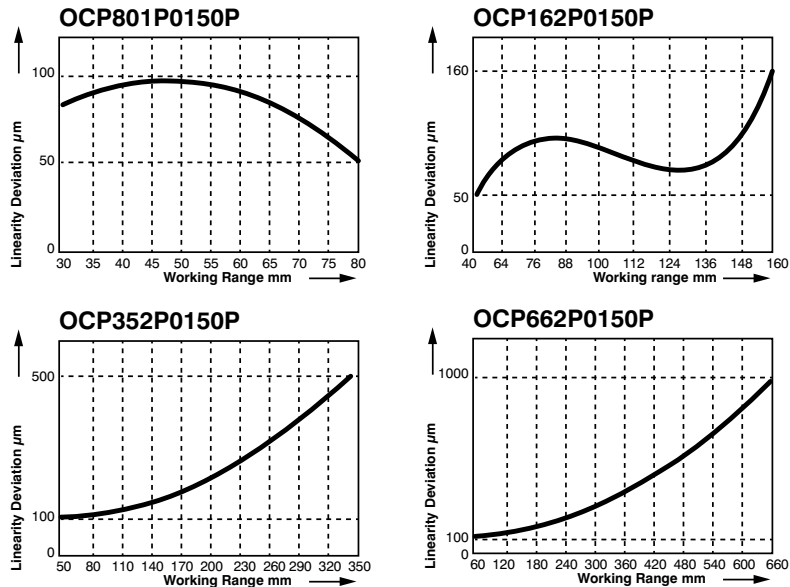 OCP801P0150P
Linearity Deviation µm
100
50
0
30 35 40 45 50 55 60 65 70 75 80
Working Range mm
OCP162P0150P
Linearity Deviation µm
160
50
0
40 64 76 88 100 112 124 136 148 160
Working range mm
OCP352P0150P
Linearity Deviation µm
500
100
0
50 80 110 140 170 200 230 260 290 320 350
Working Range mm
OCP662P0150P
Linearity Deviation µm
1000
100
0
60 120 180 240 300 360 420 480 540 600 660
Working Range mm